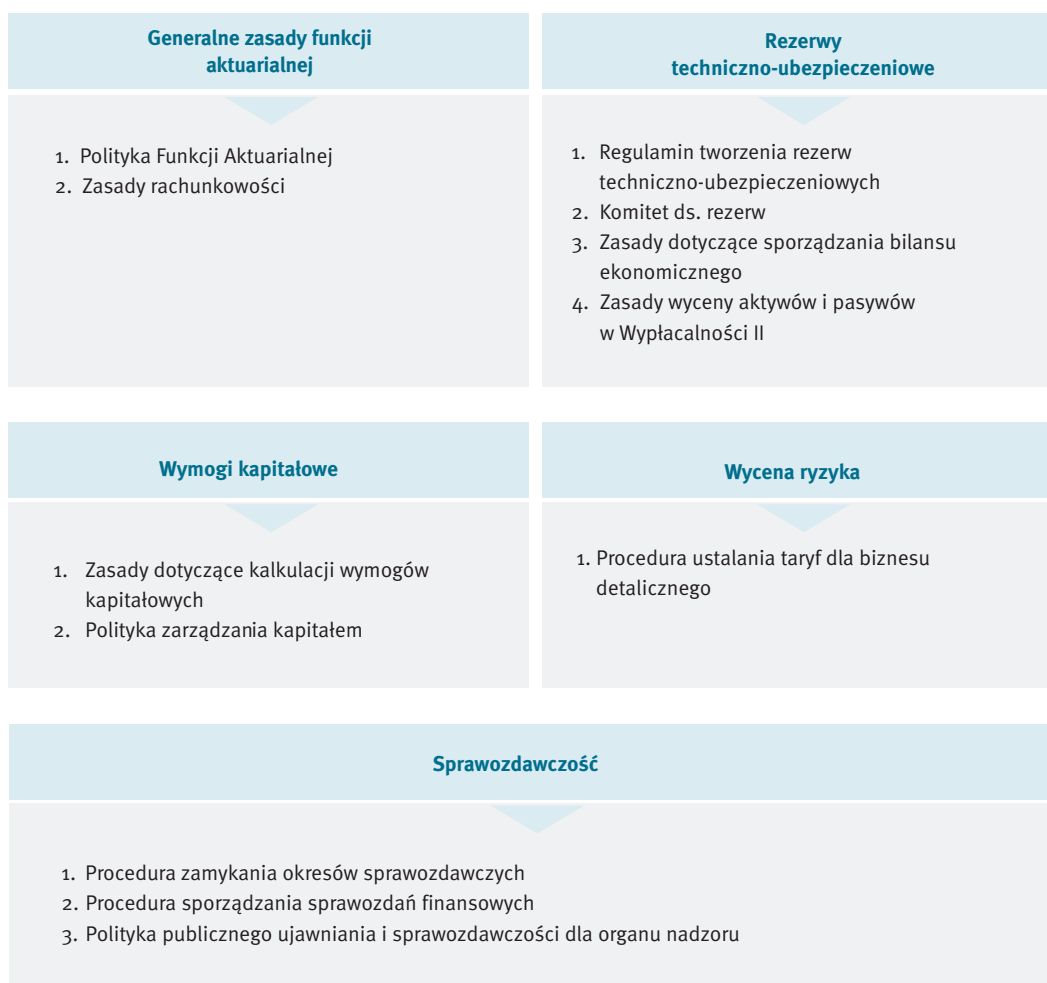 Generalne zasady funkcji
aktuarialnej
1. Polityka Funkcji Aktuarialnej
2. Zasady rachunkowości
Rezerwy
techniczno-ubezpieczeniowe
1. Regulamin tworzenia rezerw
techniczno-ubezpieczeniowych
2. Komitet ds. rezerw
3. Zasady dotyczące sporządzania bilansu
ekonomicznego
4. Zasady wyceny aktywów i pasywów
w Wypłacalności II
Wymogi kapitałowe
1. Zasady dotyczące kalkulacji wymogów
kapitałowych
2. Polityka zarządzania kapitałem
Wycena ryzyka
1. Procedura ustalania taryf dla biznesu
detalicznego
Sprawozdawczość
1. Procedura zamykania okresów sprawozdawczych
2. Procedura sporządzania sprawozdań finansowych
3. Polityka publicznego ujawniania i sprawozdawczości dla organu nadzoru